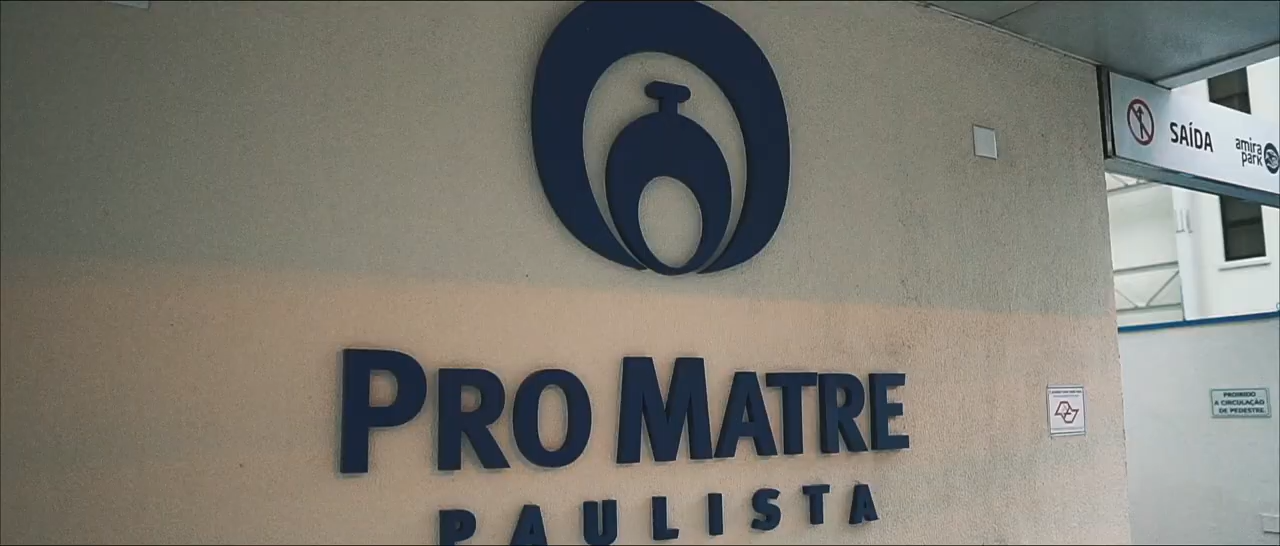 PRO MATRE
PAULISTA
SAÍDA
amira
park
PROIBIDO
A CIRCULAÇÃO
DE PEDESTRE